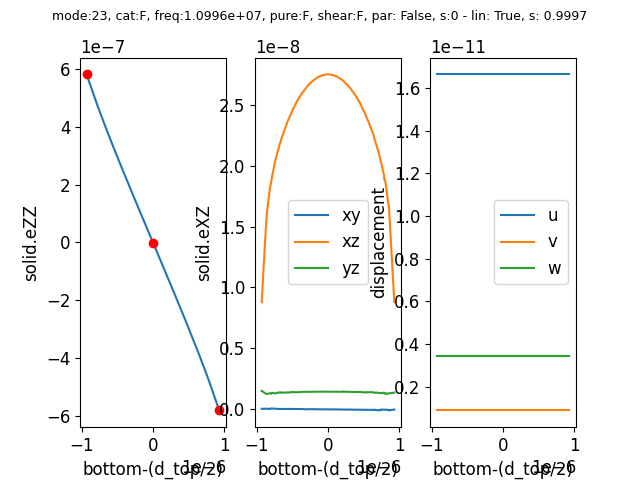 mode:23, cat:F, freq:1.0996e+07, pure:F, shear:F, par: False, s:0 - lin: True, s: 0.9997
1e−7
1e−8
1e−11
6
4
2
0
−2
−4
−6
solid.eZZ
−1
0
1
1e−6
bottom-(d_top/2)
2.5
2.0
1.5
1.0
0.5
0.0
solid.eXZ
xy
xz
yz
−1
0
1
1e−6
bottom-(d_top/2)
1.6
1.4
1.2
1.0
0.8
0.6
0.4
0.2
displacement
u
v
w
−1
0
1
1e−6
bottom-(d_top/2)